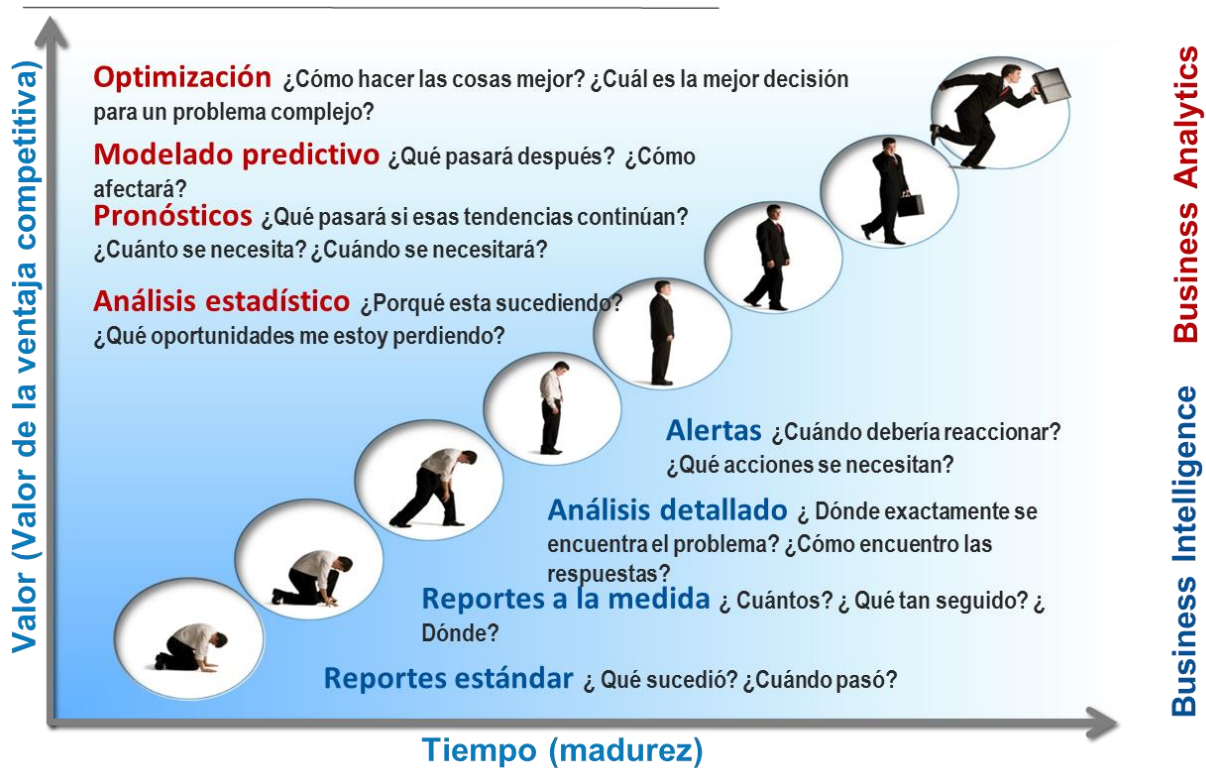 Optimización ¿Cómo hacer las cosas mejor? ¿Cuál es la mejor decisión
para un problema complejo?
Modelado predictivo ¿Qué pasará después? ¿Cómo
afectará?
Pronósticos ¿Qué pasará si esas tendencias continúan?
¿Cuánto se necesita? ¿Cuándo se necesitará?
Análisis estadístico ¿Porqué esta sucediendo?
¿Qué oportunidades me estoy perdiendo?
Alertas ¿Cuándo debería reaccionar?
¿Qué acciones se necesitan?
Análisis detallado ¿ Dónde exactamente se
encuentra el problema? ¿Cómo encuentro las
respuestas?
Reportes a la medida ¿ Cuántos? ¿ Qué tan seguido? ¿
Dónde?
Reportes estándar ¿ Qué sucedió? ¿Cuándo pasó?
Valor (Valor de la ventaja competitiva)
Tiempo (madurez)
Business Analytics
Business Intelligence